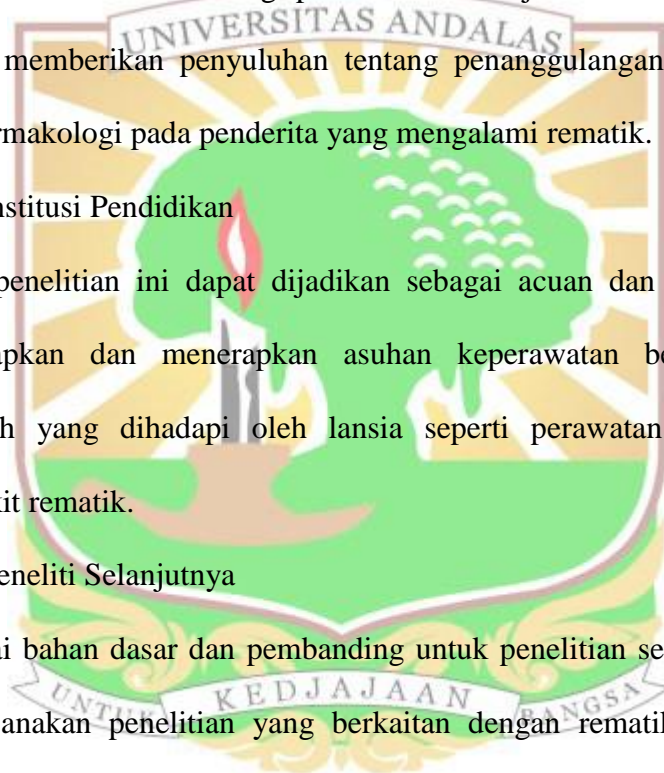 UNIVERSITAS ANDALAS
memberikan penyuluhan tentang penanggulangan
rmakologi pada penderita yang mengalami rematik.
nstitusi Pendidikan
penelitian ini dapat dijadikan sebagai acuan dan
apkan dan menerapkan asuhan keperawatan be
h yang dihadapi oleh lansia seperti perawatan
kit rematik.
eneliti Selanjutnya
ai bahan dasar dan pembanding untuk penelitian se
anakan penelitian yang berkaitan dengan rematik
UNTUK KEDJAJAAN BANGSA